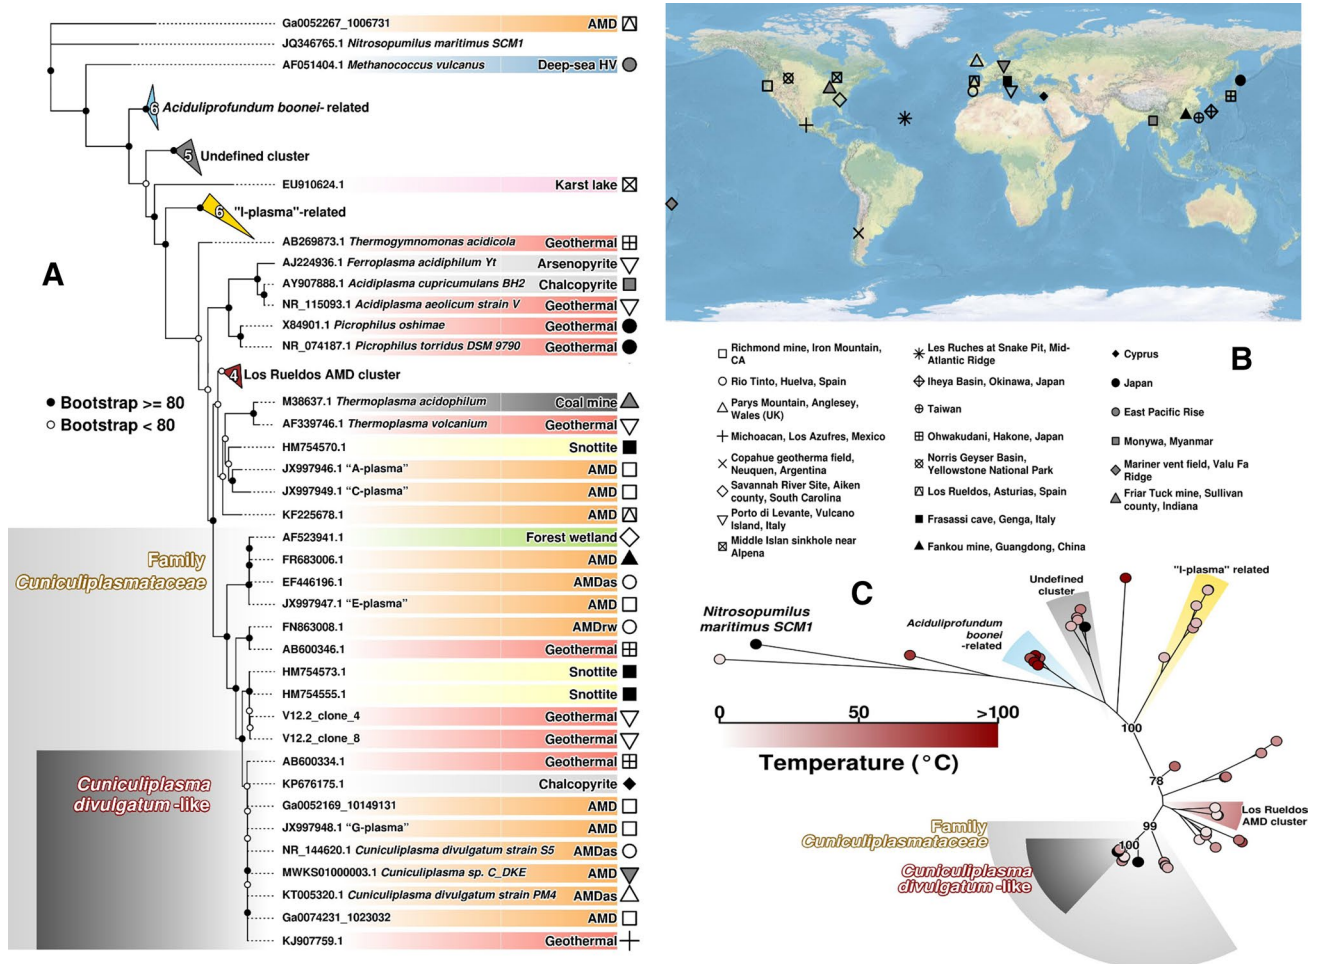 Ga0052267_1006731 AMD
JQ346765.1 Nitrosopumilus maritimus SCM1
AF051404.1 Methanococcus vulcanus Deep-sea HV
6 Aciduliprofundum boonei-related
5 Undefined cluster
EU910624.1 Karst lake
6 "I-plasma"-related
AB269873.1 Thermogymnomonas acidicola Geothermal
A
AJ224936.1 Ferroplasma acidiphilum Yt Arsenopyrite
AY907888.1 Acidiplasma cupricumulans BH2 Chalcopyrite
NR_115093.1 Acidiplasma aeolicum strain V Geothermal
X84901.1 Picrophilus oshimae Geothermal
NR_074187.1 Picrophilus torridus DSM 9790 Geothermal
4 Los Rueldos AMD cluster
Bootstrap >= 80
Bootstrap < 80
M38637.1 Thermoplasma acidophilum Coal mine
AF339746.1 Thermoplasma volcanium Geothermal
HM754570.1 Snottite
JX997946.1 “A-plasma” AMD
JX997949.1 “C-plasma” AMD
KF225678.1 AMD
Family
Cuniculiplasmataceae
AF523941.1 Forest wetland
FR683006.1 AMD
EF446196.1 AMDas
JX997947.1 “E-plasma” AMD
FN863008.1 AMDrw
AB600346.1 Geothermal
HM754573.1 Snottite
HM754555.1 Snottite
V12.2_clone_4 Geothermal
V12.2_clone_8 Geothermal
Cuniculiplasma
divulgatum -like
AB600334.1 Geothermal
KP676175.1 Chalcopyrite
Ga0052169_10149131 AMD
JX997948.1 “G-plasma” AMD
NR_144620.1 Cuniculiplasma divulgatum strain S5 AMDas
MWKS01000003.1 Cuniculiplasma sp. C_DKE AMD
KT005320.1 Cuniculiplasma divulgatum strain PM4 AMDas
Ga0074231_1023032 AMD
KJ907759.1 Geothermal
B
Richmond mine, Iron Mountain,
CA
Rio Tinto, Huelva, Spain
Parys Mountain, Anglesey,
Wales (UK)
Michoacan, Los Azufres, Mexico
Copahue geotherma field,
Neuquen, Argentina
Savannah River Site, Aiken
county, South Carolina
Porto di Levante, Vulcano
Island, Italy
Middle Islan sinkhole near
Alpena
Les Ruches at Snake Pit, Mid-
Atlantic Ridge
Iheya Basin, Okinawa, Japan
Taiwan
Ohwakudani, Hakone, Japan
Norris Geyser Basin,
Yellowstone National Park
Los Rueldos, Asturias, Spain
Frasassi cave, Genga, Italy
Fankou mine, Guangdong, China
Cyprus
Japan
East Pacific Rise
Monywa, Myanmar
Mariner vent field, Valu Fa
Ridge
Friar Tuck mine, Sullivan
county, Indiana
C
Nitrosopumilus
maritimus SCM1
Aciduliprofundum
boonei
-related
Undefined
cluster
"I-plasma" related
0 50 >100
Temperature (°C)
100
78
99
100
Los Rueldos
AMD cluster
Family
Cuniculiplasmataceae
Cuniculiplasma
divulgatum -like